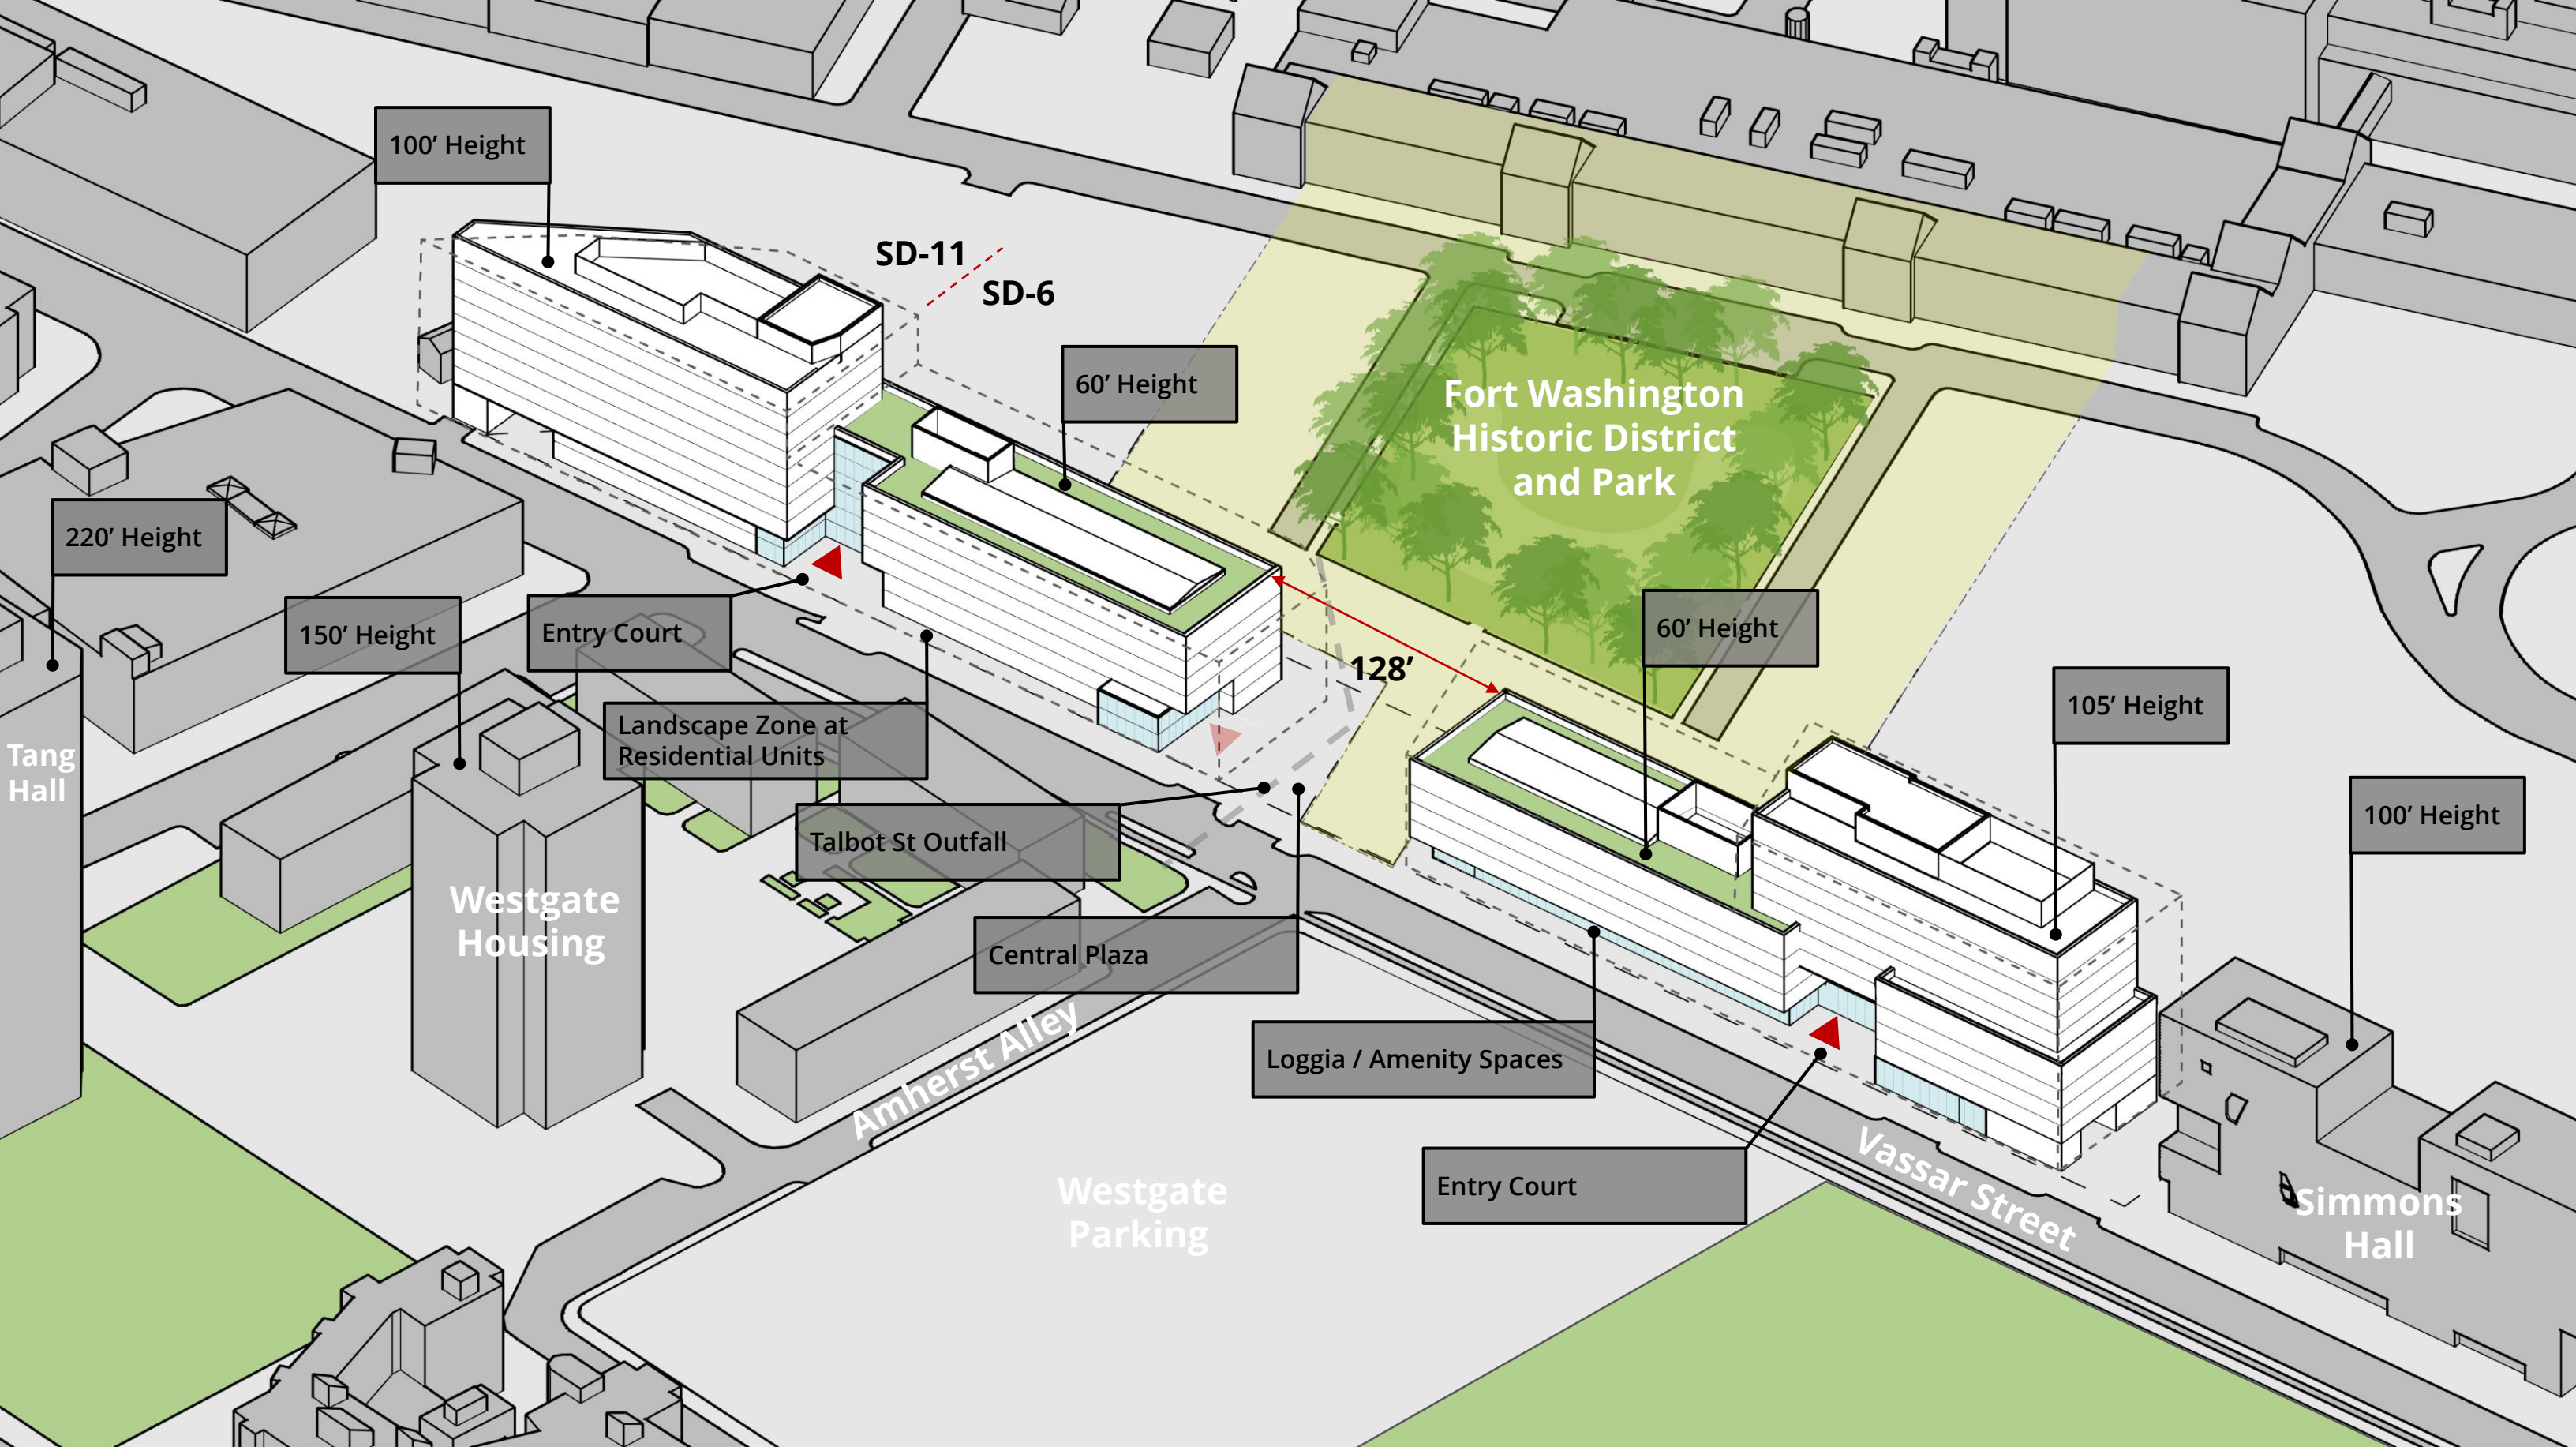 100’ Height
SD-11
SD-6
60’ Height
Fort Washington
Historic District
and Park
220’ Height
150’ Height
Entry Court
60’ Height
128’
105’ Height
Landscape Zone at
Residential Units
Tang
Hall
100’ Height
Talbot St Outfall
Westgate
Housing
Central Plaza
Amherst Alley
Loggia / Amenity Spaces
Entry Court
Vassar Street
Westgate
Parking
Simmons
Hall